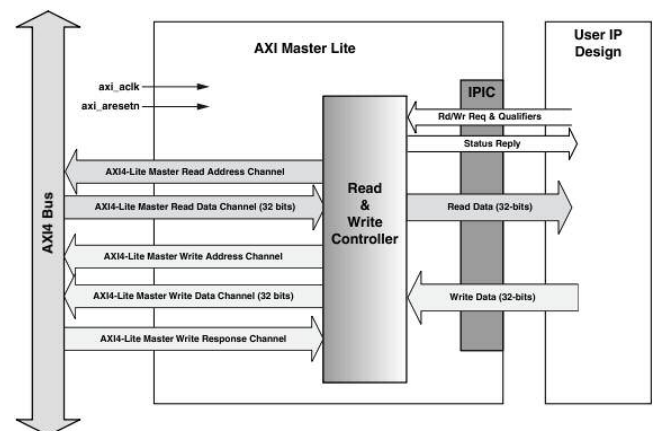 AXI Master Lite
User IP
Design
axi_aclk
axi_aresetn
IPIC
Rd/Wr Req & Qualifiers
Status Reply
AXI4-Lite Master Read Address Channel
AXI4-Lite Master Read Data Channel (32 bits)
Read
&
Write
Controller
Read Data (32-bits)
AXI4 Bus
AXI4-Lite Master Write Address Channel
AXI4-Lite Master Write Data Channel (32 bits)
Write Data (32-bits)
AXI4-Lite Master Write Response Channel